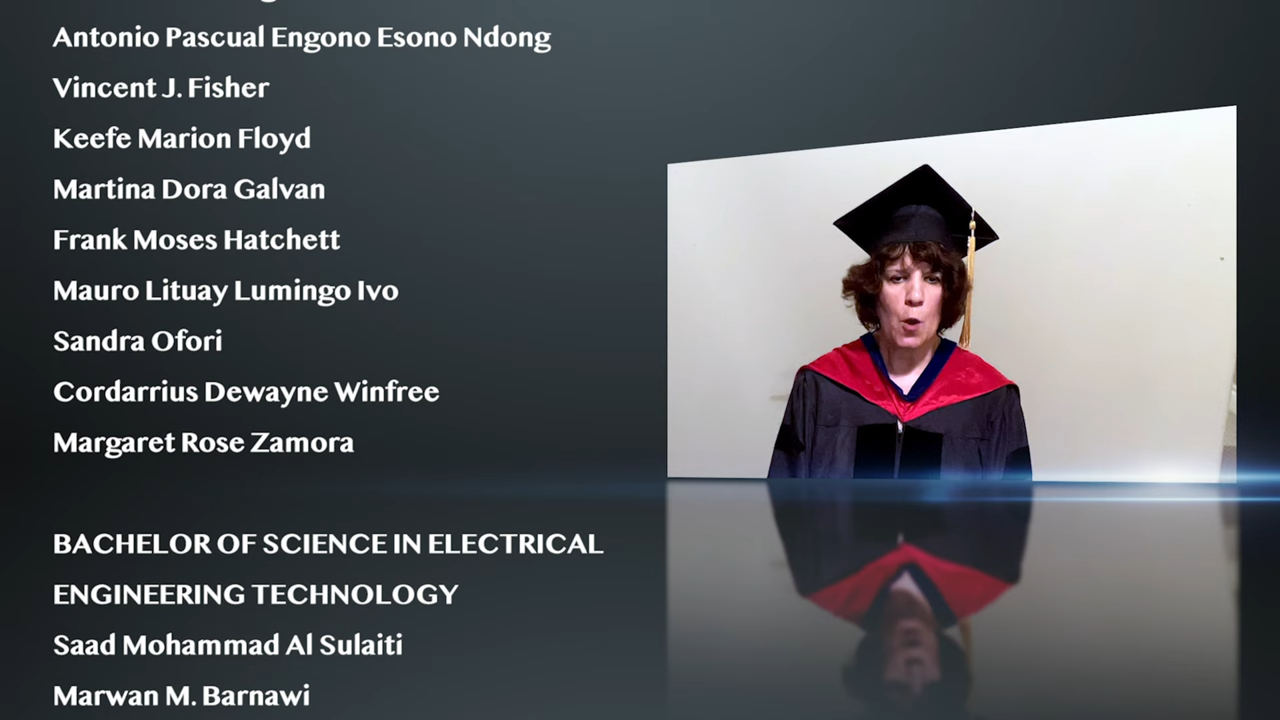 Antonio Pascual Engono Esono Ndong
Vincent J. Fisher
Keefe Marion Floyd
Martina Dora Galvan
Frank Moses Hatchett
Mauro Lituay Lumingo Ivo
Sandra Ofori
Cordarrius Dewayne Winfree
Margaret Rose Zamora
BACHELOR OF SCIENCE IN ELECTRICAL
ENGINEERING TECHNOLOGY
Saad Mohammad Al Sulaiti
Marwan M. Barnawi